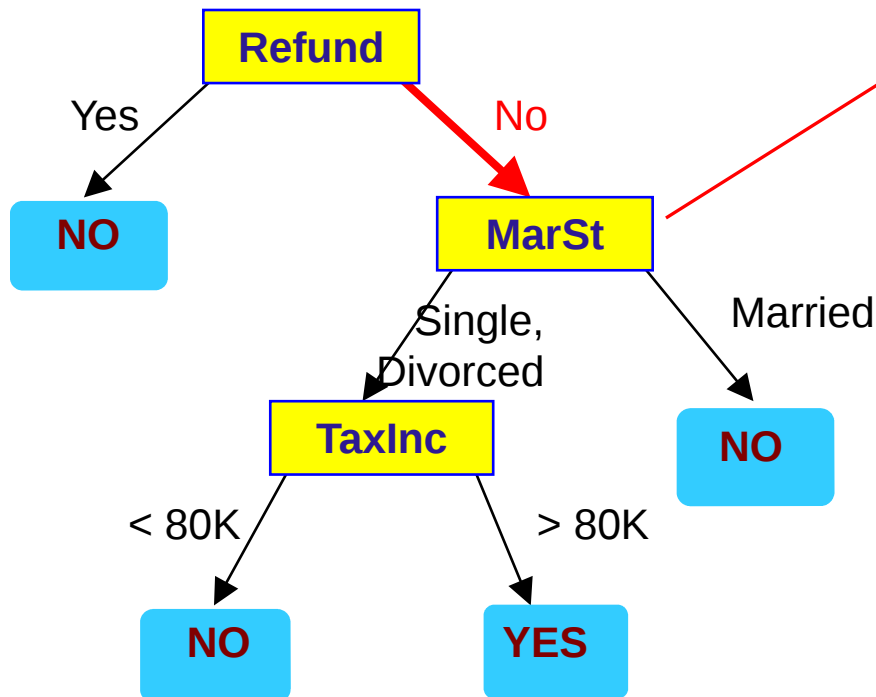 Refund
Yes
No
NO
MarSt
Single,
Divorced
Married
TaxInc
NO
< 80K
> 80K
NO
YES